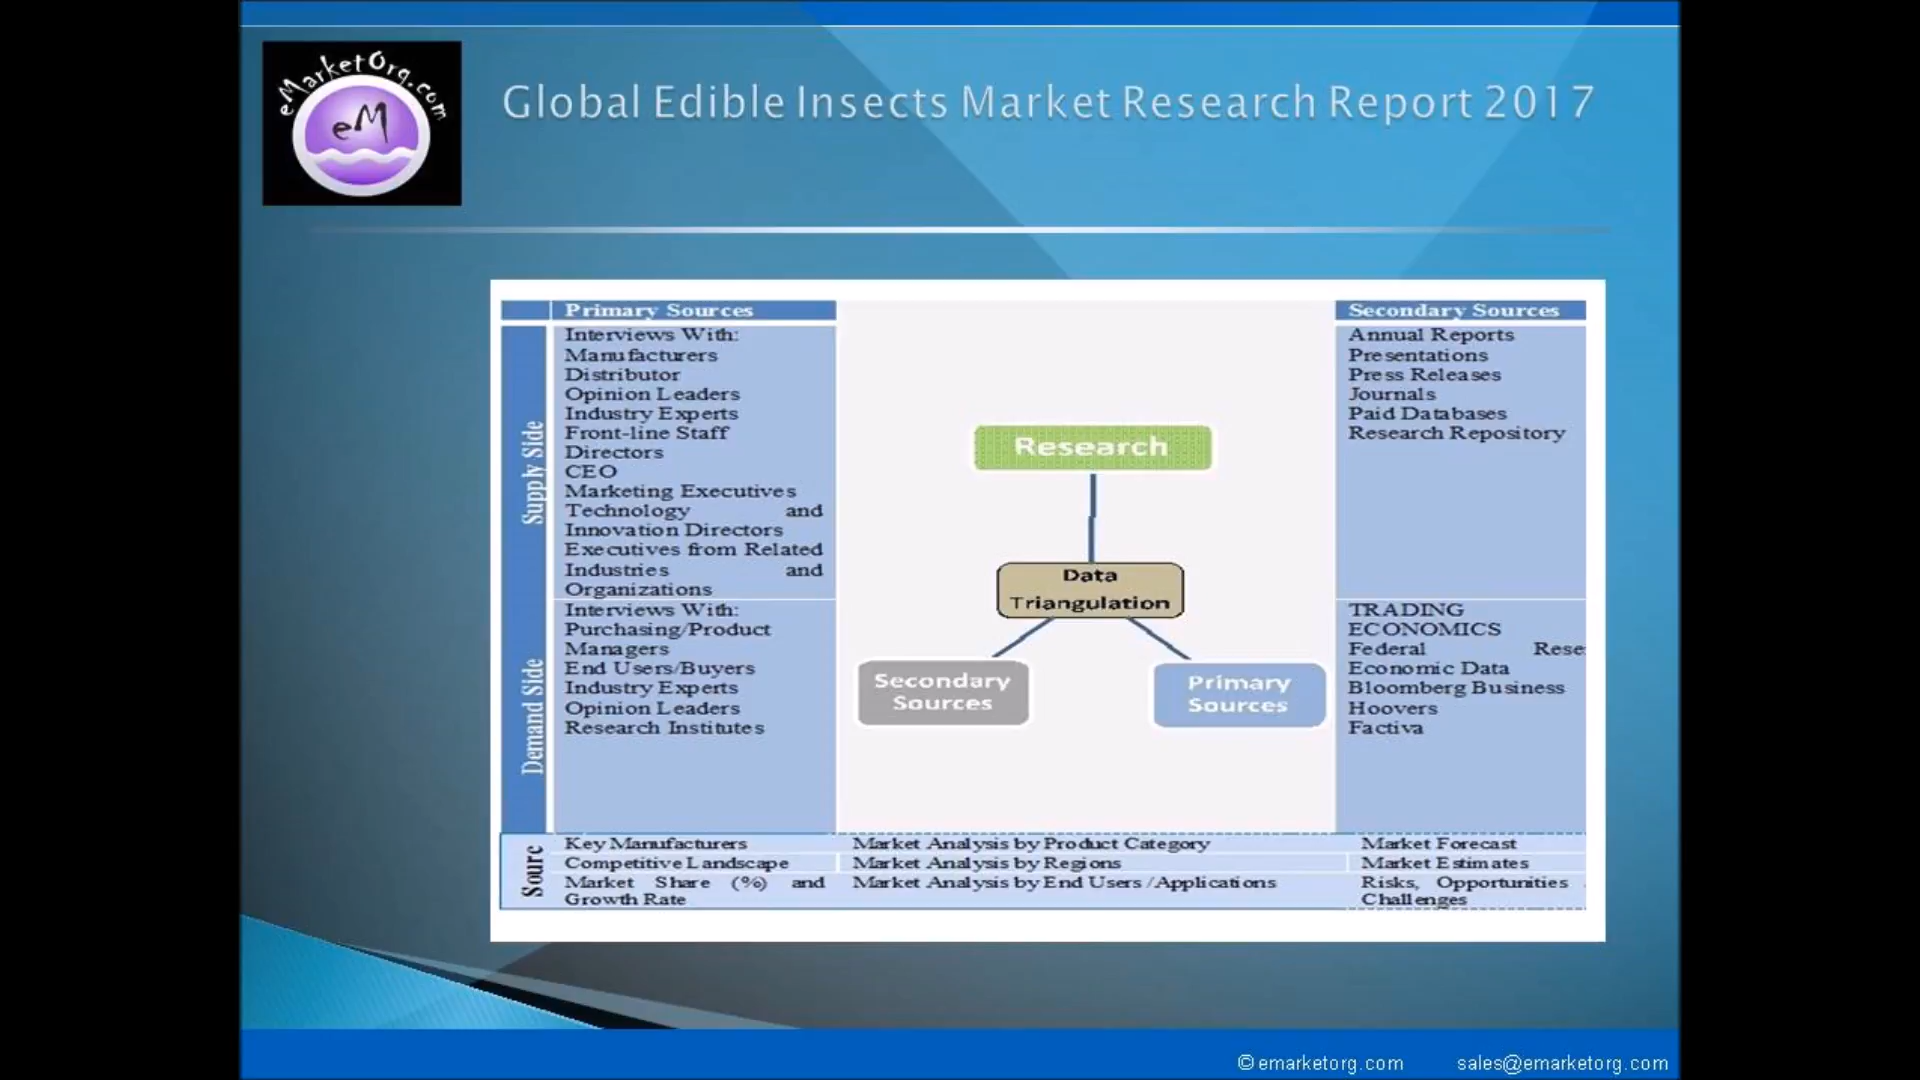 eMarketOrg.com
eM
Global Edible Insects Market Research Report 2017
Primary Sources
Supply Side
Interviews With:
Manufacturers
Distributor
Opinion Leaders
Industry Experts
Front-line Staff
Directors
CEO
Marketing Executives
Technology and
Innovation Directors
Executives from Related
Industries and
Organizations
Demand Side
Interviews With:
Purchasing/Product
Managers
End Users/Buyers
Industry Experts
Opinion Leaders
Research Institutes
Research
Data
Triangulation
Secondary
Sources
Primary
Sources
Secondary Sources
Annual Reports
Presentations
Press Releases
Journals
Paid Databases
Research Repository
TRADING
ECONOMICS
Federal Rese
Economic Data
Bloomberg Business
Hoovers
Factiva
Sourc
Key Manufacturers
Competitive Landscape
Market Share (%) and
Growth Rate
Market Analysis by Product Category
Market Analysis by Regions
Market Analysis by End Users /Applications
Market Forecast
Market Estimates
Risks, Opportunities
Challenges
© emarketorg.com sales@emarketorg.com